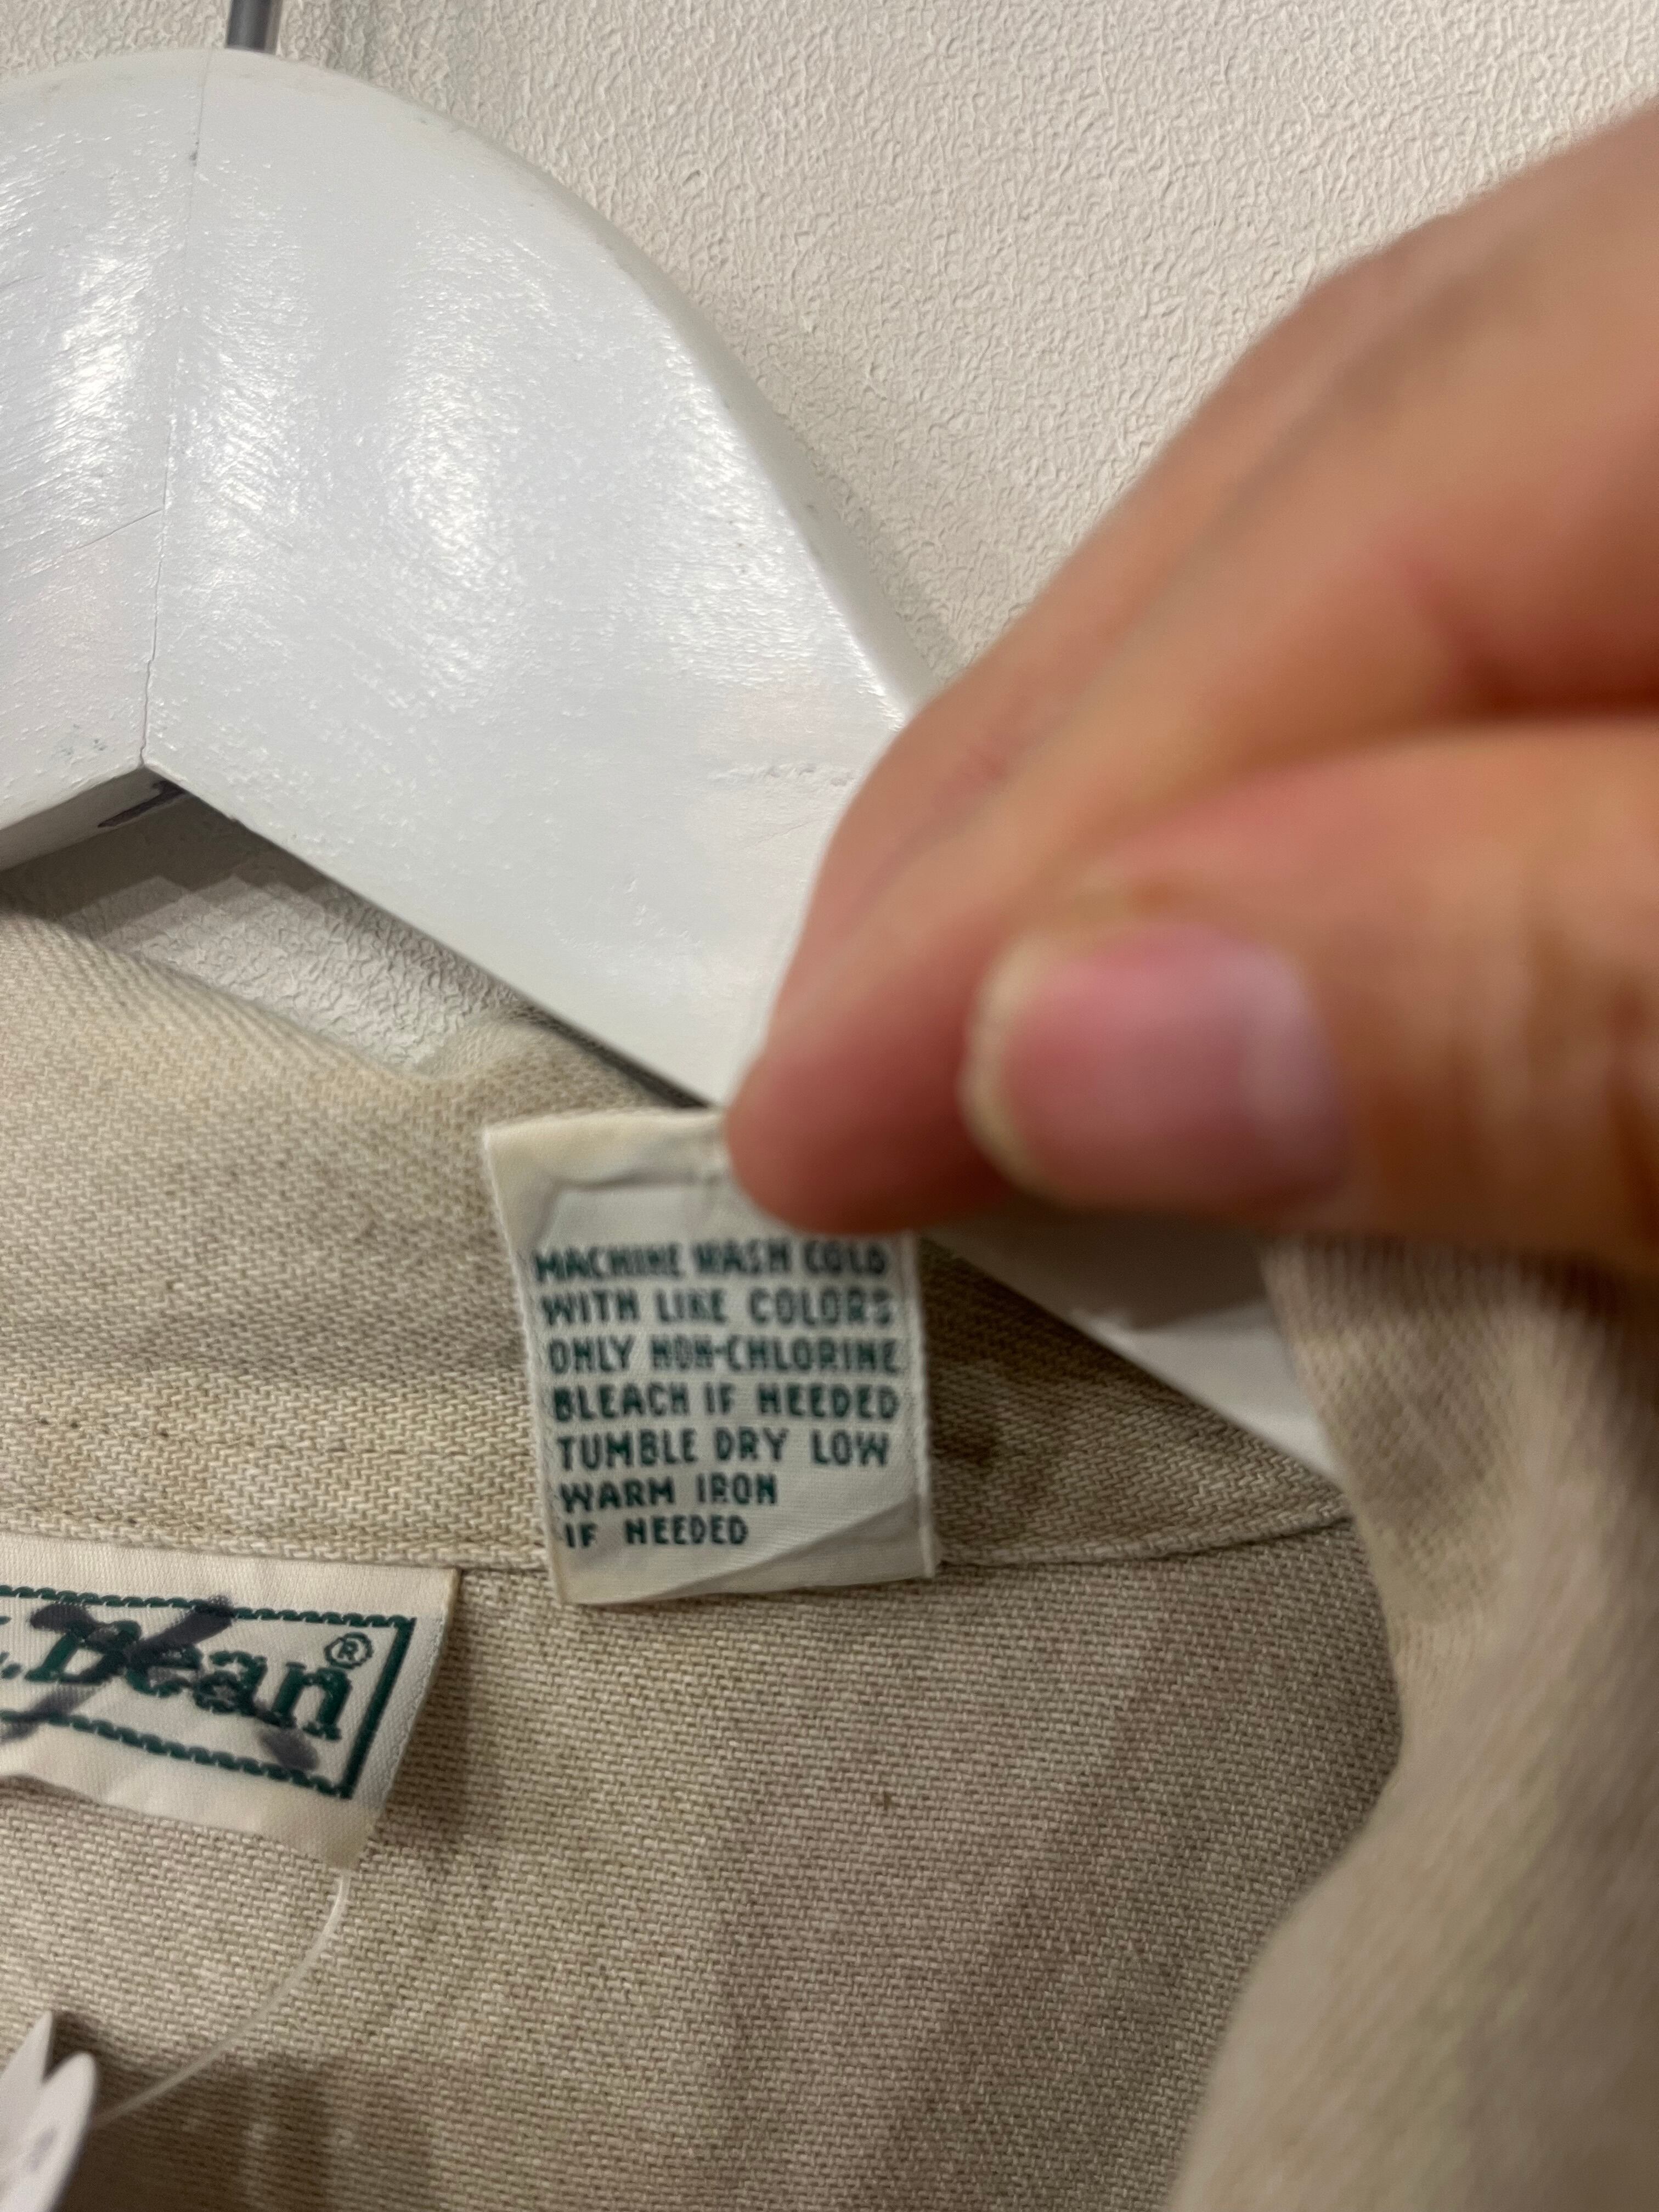 MACHINE WASH COLD
WITH LIKE COLORS
ONLY NON-CHLORINE
BLEACH IF NEEDED
TUMBLE DRY LOW
WARM IRON
IF NEEDED
.Bean®